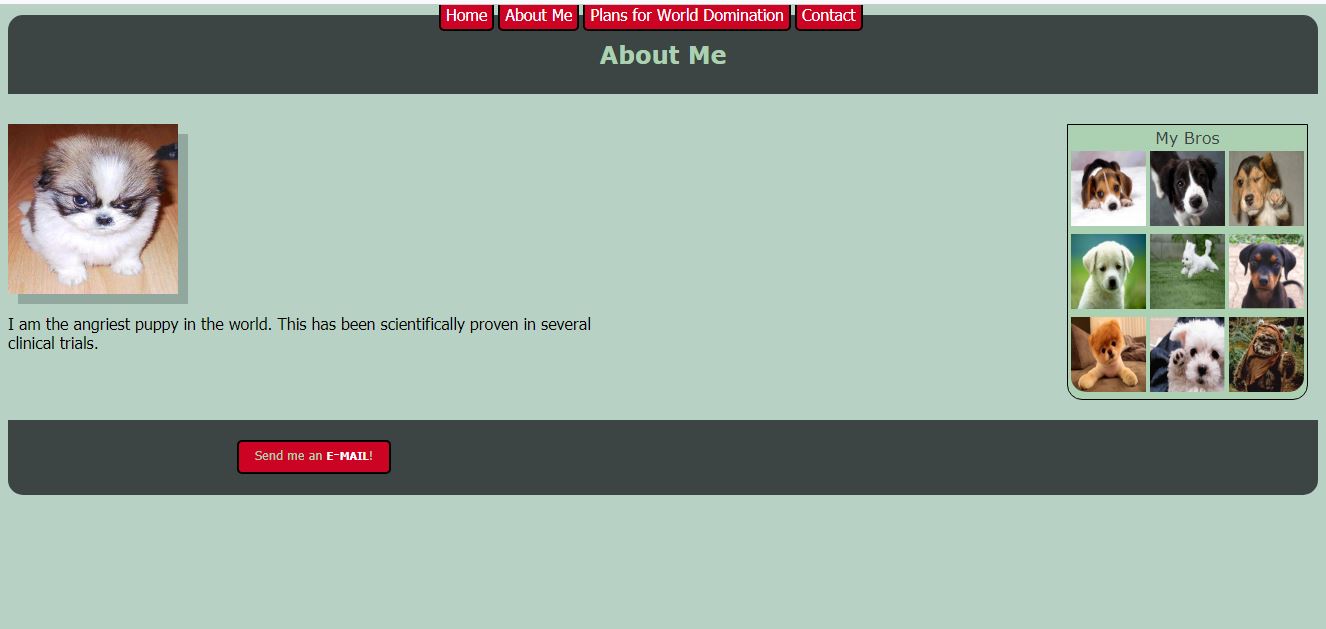 Home About Me Plans for World Domination Contact
About Me
My Bros
I am the angriest puppy in the world. This has been scientifically proven in several
clinical trials.
Send me an E-MAIL!